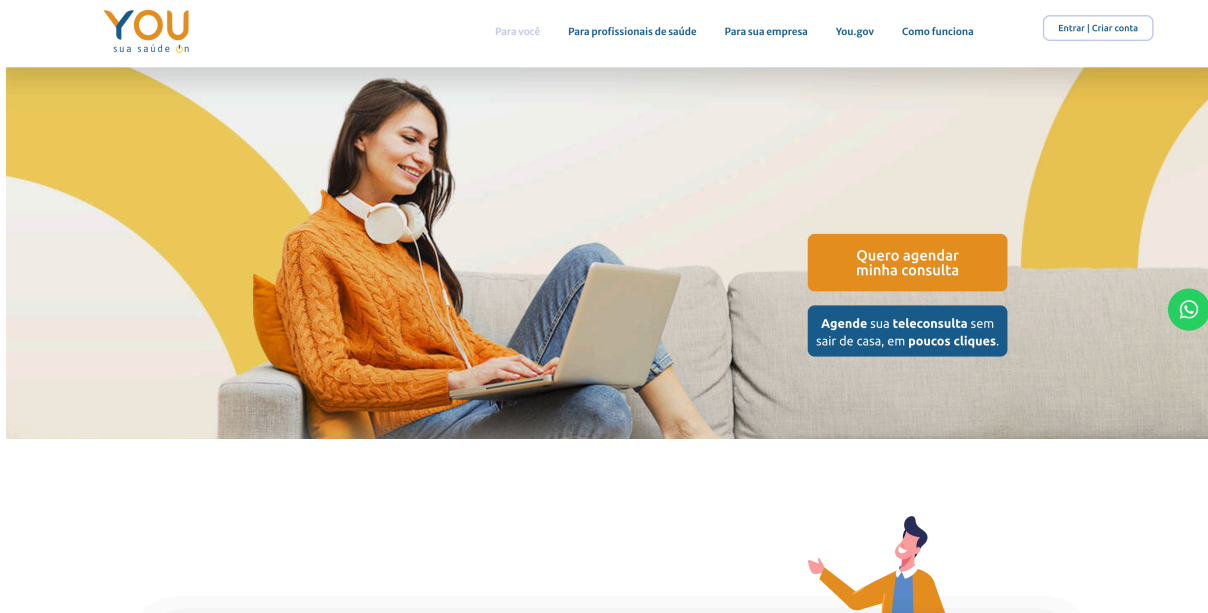 YOU
sua saúde On
Para você
Para profissionais de saúde
Para sua empresa
You.gov
Como funciona
Entrar | Criar conta
Quero agendar
minha consulta
Agende sua teleconsulta sem
sair de casa, em poucos cliques.